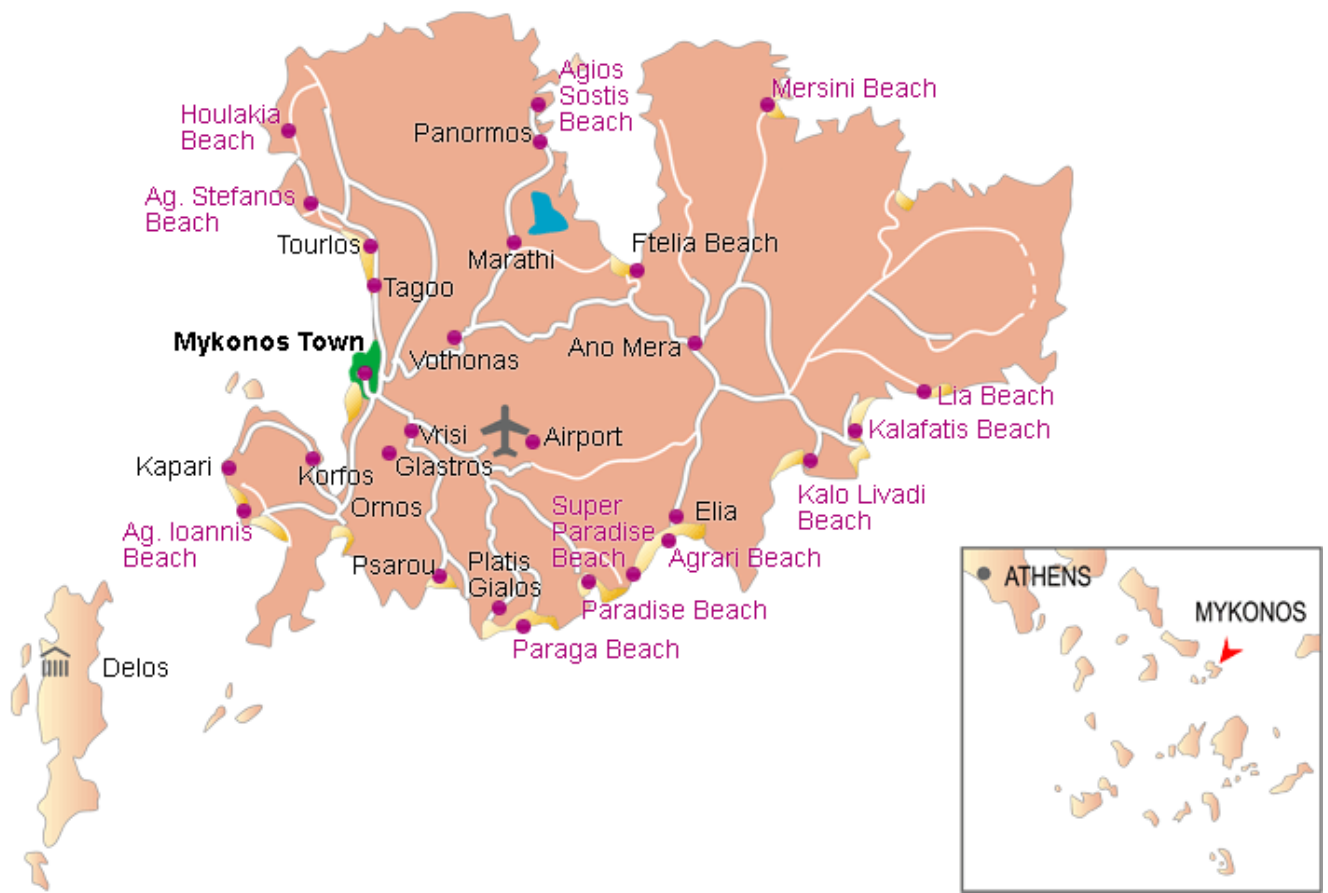 Agios
Sostis
Beach
Mersini Beach
Houlakia
Beach
Panormos
Ag. Stefanos
Beach
Tourlos
Marathi
Ftelia Beach
Tagoo
Mykonos Town
Vothonas
Ano Mera
Lia Beach
Vrisi
Airport
Kalafatis Beach
Kapari
Korfos
Glastros
Kalo Livadi
Beach
Ornos
Super
Paradise
Beach
Elia
Ag. Ioannis
Beach
Psarou
Platis
Gialos
Agrari Beach
Paradise Beach
Paraga Beach
Delos
ATHENS
MYKONOS